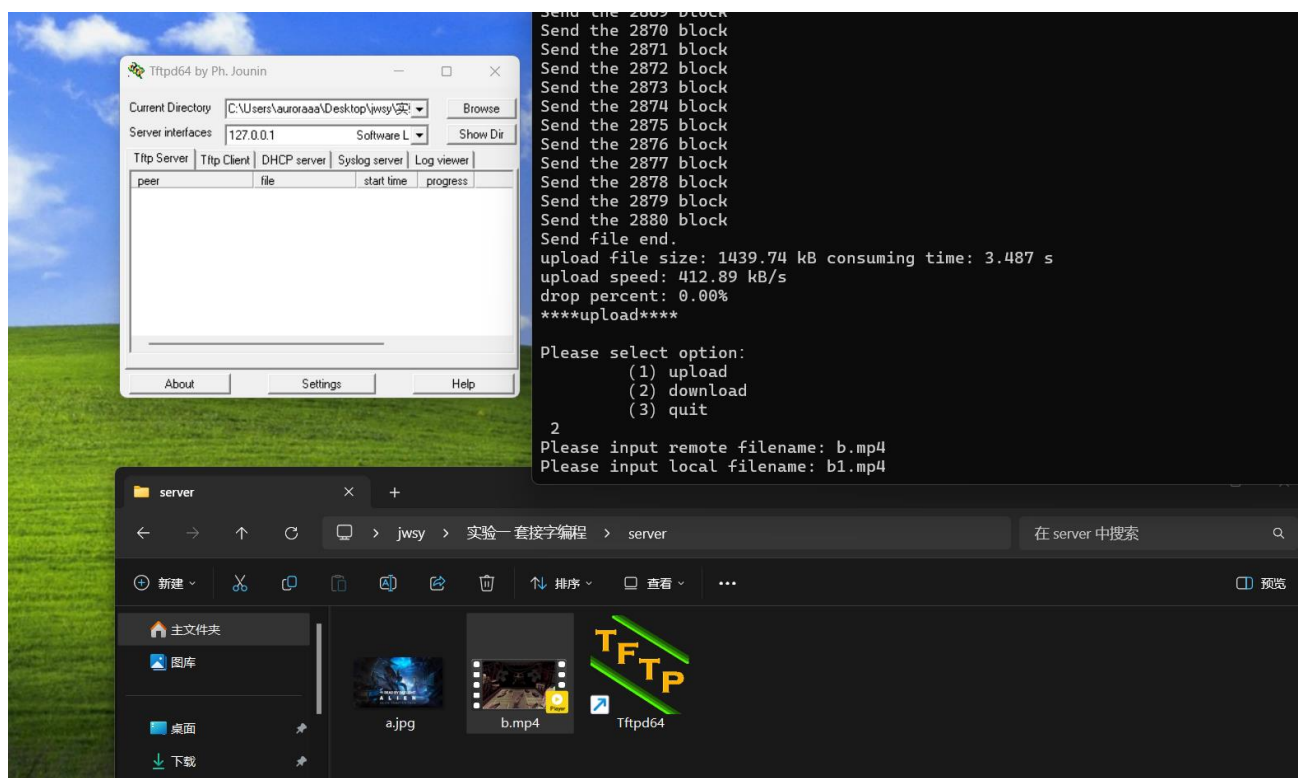 Tftpd64 by Ph. Jounin
Current Directory C:\Users\auroraaa\Desktop\jwsy\实 Browse
Server interfaces 127.0.0.1 Software L Show Dir
Tftp Server Tftp Client DHCP server Syslog server Log viewer
peer file start time progress
About Settings Help
Send the 2869 block
Send the 2870 block
Send the 2871 block
Send the 2872 block
Send the 2873 block
Send the 2874 block
Send the 2875 block
Send the 2876 block
Send the 2877 block
Send the 2878 block
Send the 2879 block
Send the 2880 block
Send file end.
upload file size: 1439.74 kB consuming time: 3.487 s
upload speed: 412.89 kB/s
drop percent: 0.00%
****upload****
Please select option:
(1) upload
(2) download
(3) quit
2
Please input remote filename: b.mp4
Please input local filename: b1.mp4
server
jwsy > 实验一 套接字编程 > server
在 server 中搜索
新建 排序 查看 ... 预览
主文件夹
图库
桌面
下载
ALIEN
Player
TFTP
a.jpg b.mp4 Tftpd64